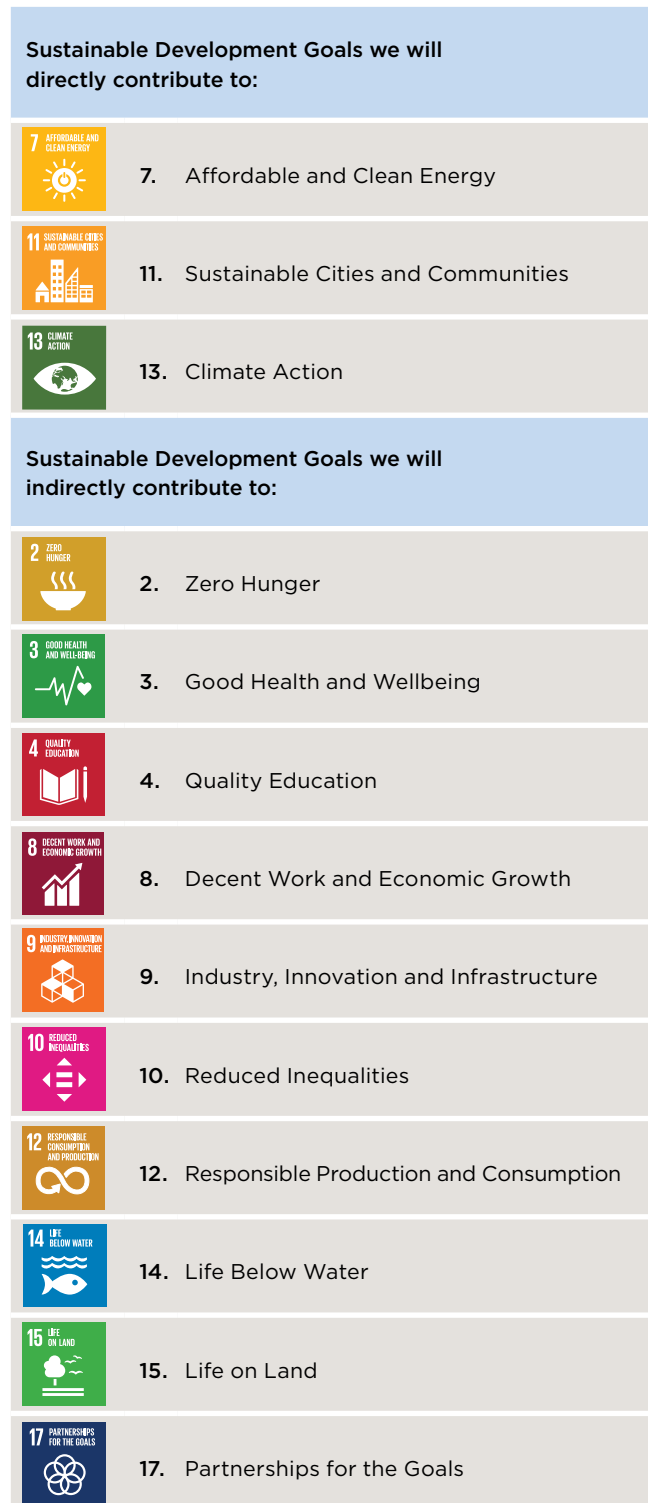 Sustainable Development Goals we will
directly contribute to:
7 AFFORDABLE AND
CLEAN ENERGY
7. Affordable and Clean Energy
11 SUSTAINABLE CITIES
AND COMMUNITIES
11. Sustainable Cities and Communities
13 CLIMATE
ACTION
13. Climate Action
Sustainable Development Goals we will
indirectly contribute to:
2 ZERO
HUNGER
2. Zero Hunger
3 GOOD HEALTH
AND WELL-BEING
3. Good Health and Wellbeing
4 QUALITY
EDUCATION
4. Quality Education
8 DECENT WORK AND
ECONOMIC GROWTH
8. Decent Work and Economic Growth
9 INDUSTRY, INNOVATION
AND INFRASTRUCTURE
9. Industry, Innovation and Infrastructure
10 REDUCED
INEQUALITIES
10. Reduced Inequalities
12 RESPONSIBLE
CONSUMPTION
AND PRODUCTION
12. Responsible Production and Consumption
14 LIFE
BELOW WATER
14. Life Below Water
15 LIFE
ON LAND
15. Life on Land
17 PARTNERSHIPS
FOR THE GOALS
17. Partnerships for the Goals